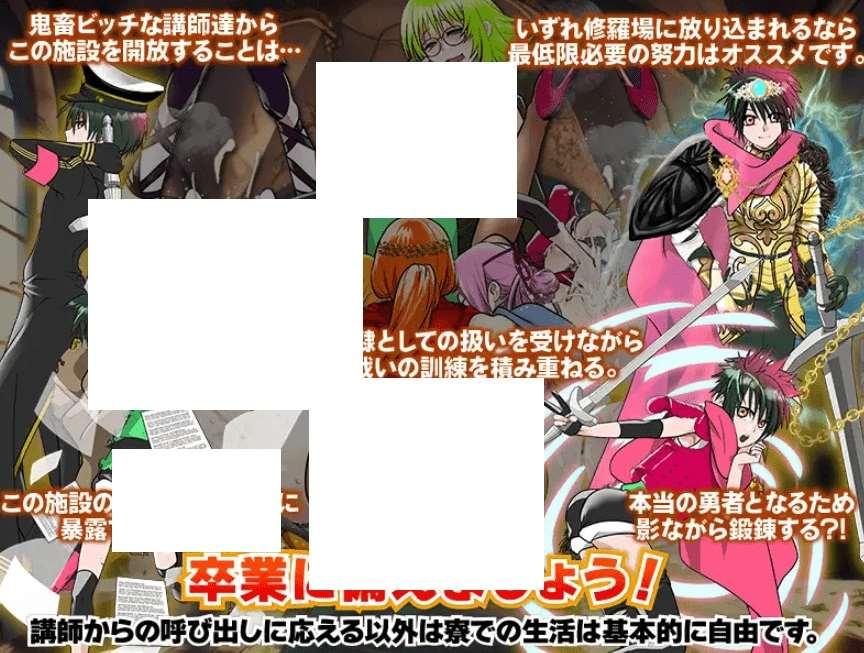 鬼畜ビッチな講師達から
この施設を開放することは…
いずれ修羅場に放り込まれるなら
最低限必要の努力はオススメです。
隷としての扱いを受けながら
戦いの訓練を積み重ねる。
この施設の
に
暴露
本当の勇者となるため
影ながら鍛錬する?!
卒業に備えましょう!
講師からの呼び出しに応える以外は寮での生活は基本的に自由です。